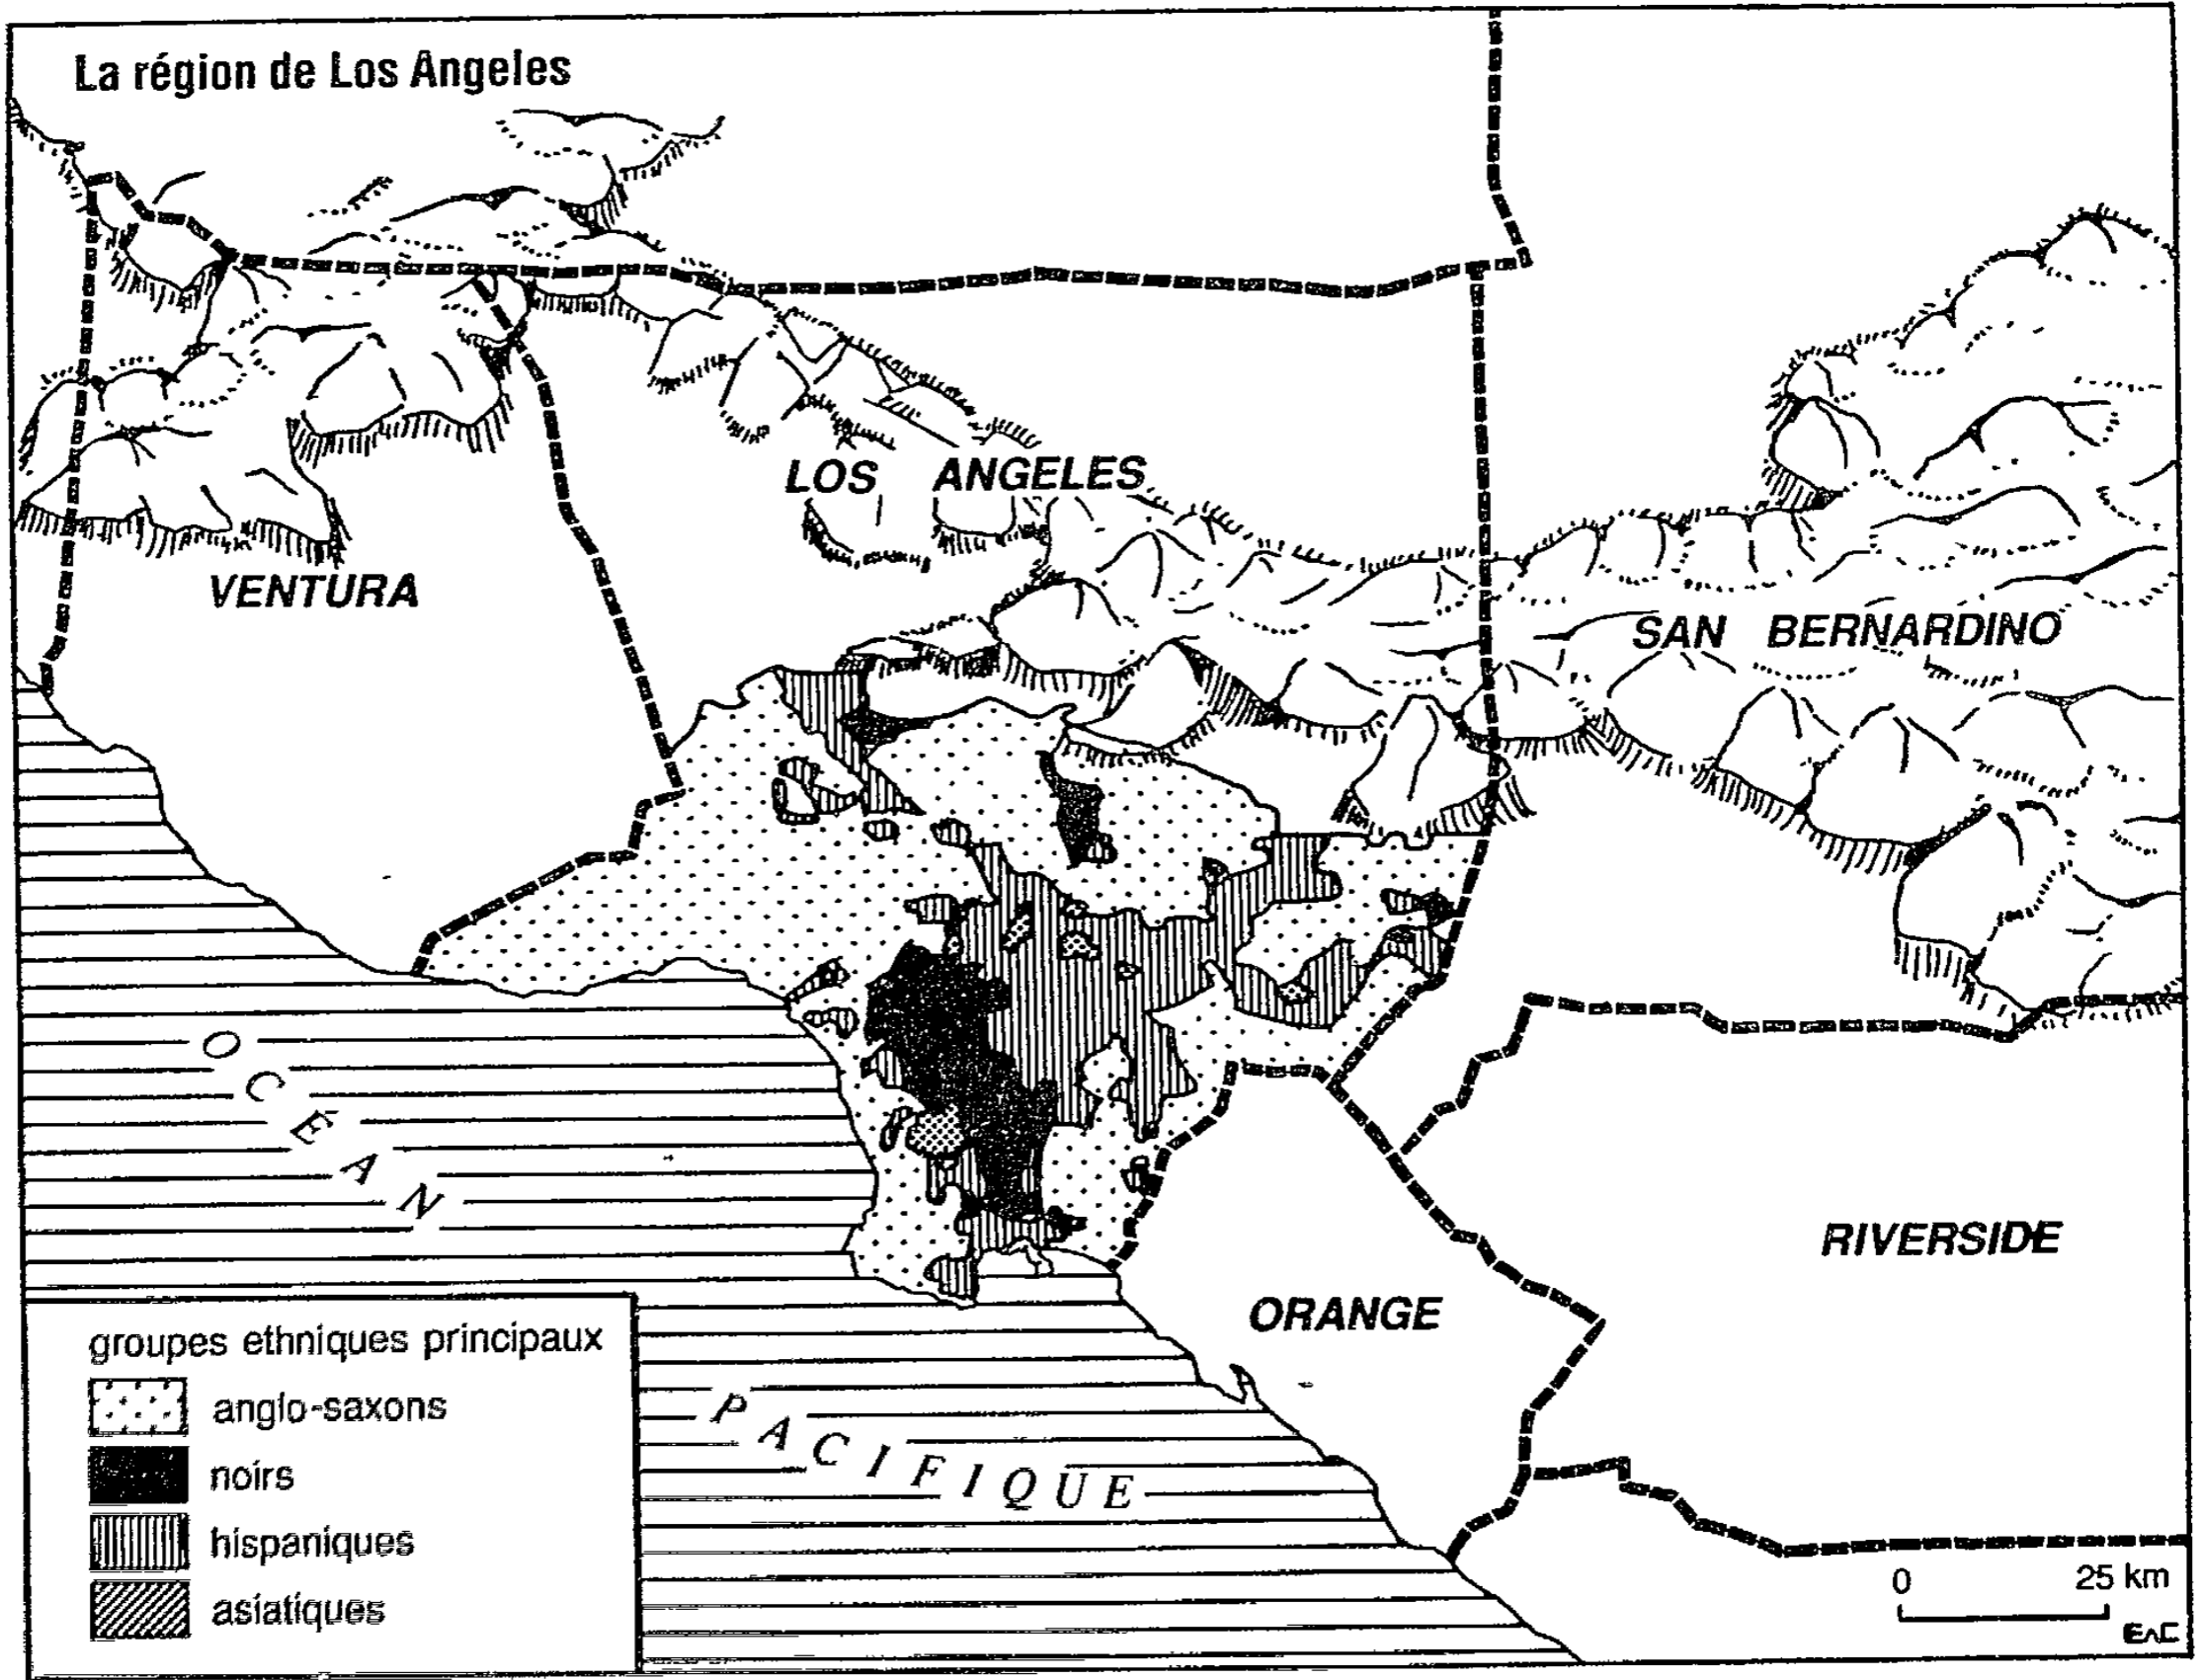 La région de Los Angeles
LOS ANGELES
VENTURA
SAN BERNARDINO
OCÉAN
RIVERSIDE
ORANGE
groupes ethniques principaux
anglo-saxons
noirs
hispaniques
asiatiques
PACIFIQUE
0 25 km